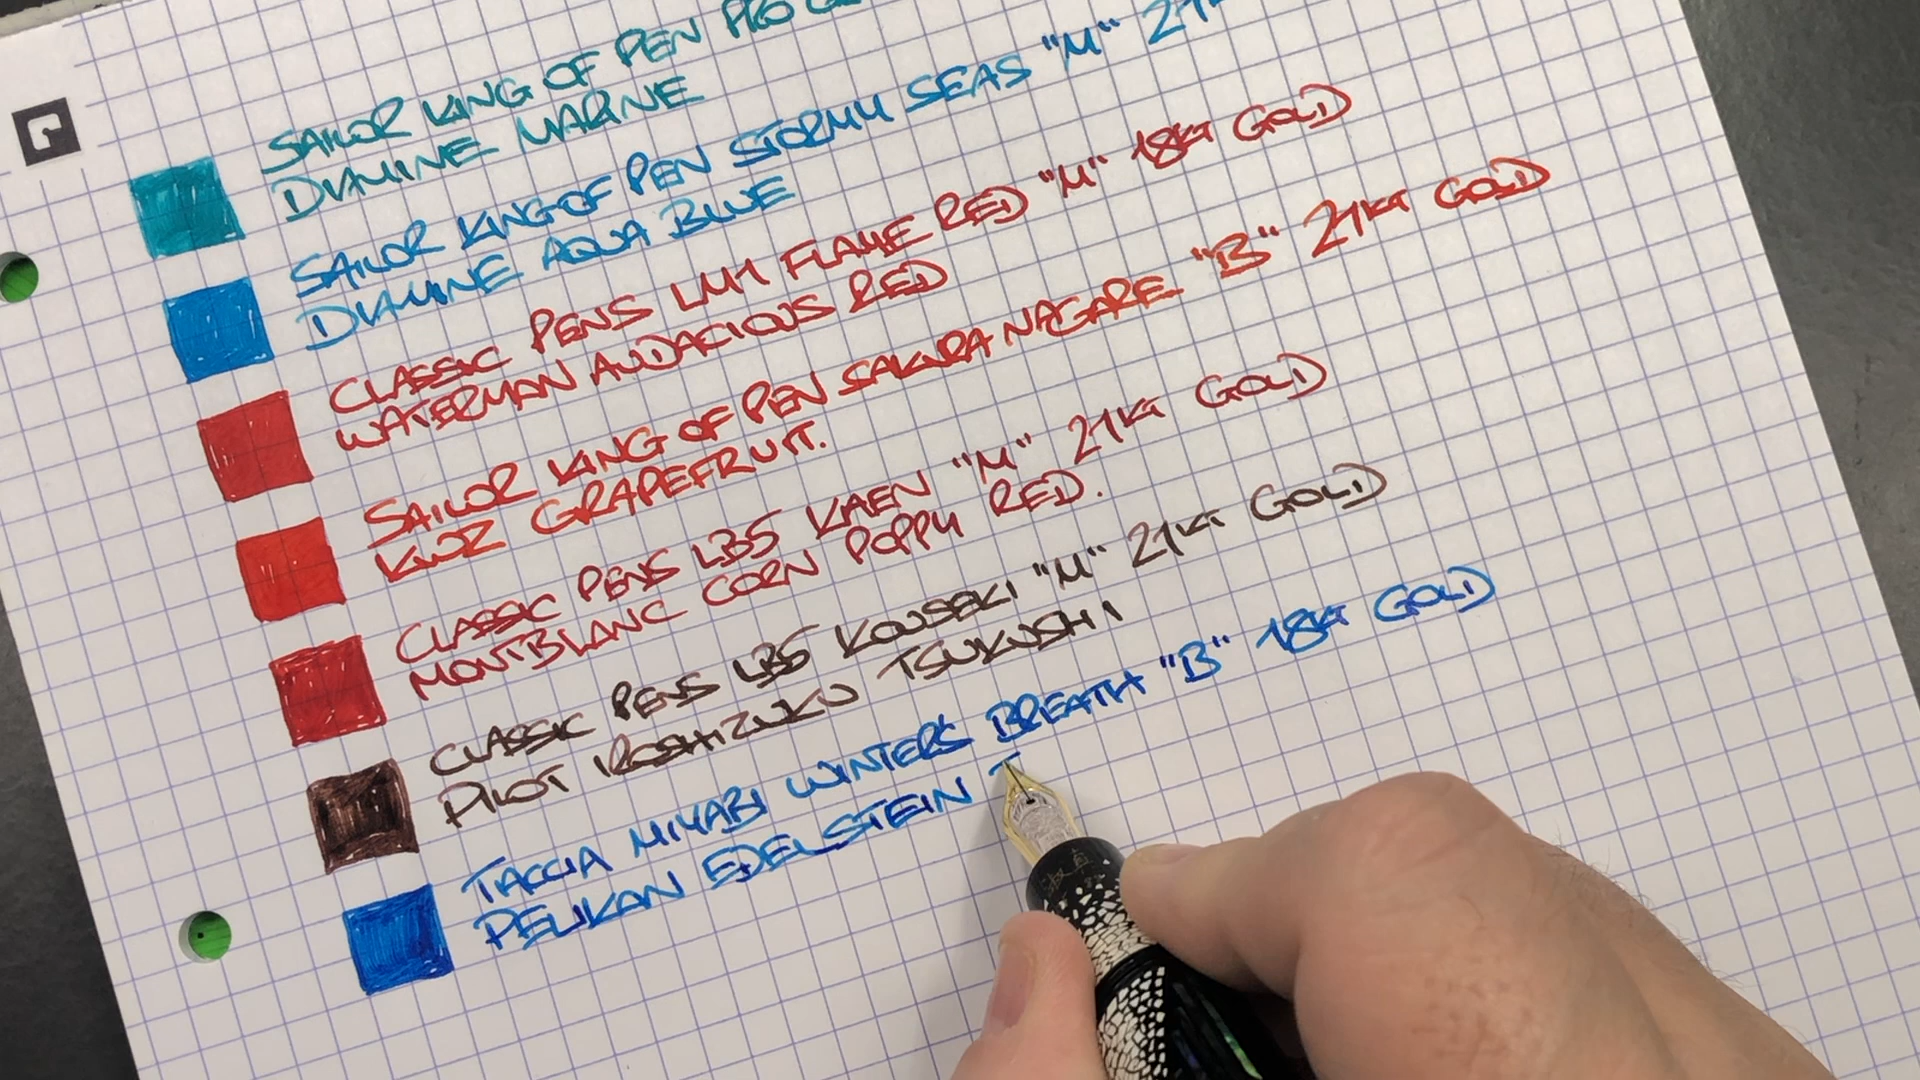 SAILOR KING OF PEN PRO
DIAMINE MARINE
SAILOR KING OF PEN STORMY SEAS "M" 21K
DIAMINE AQUA BLUE
CLASSIC PENS LM1 FLAME RED "M" 18KT GOLD
WATERMAN AUDACIOUS RED
SAILOR KING OF PEN SAKURA NAGARE "B" 21KT GOLD
KWZ GRAPEFRUIT.
CLASSIC PENS LB5 KAEN "M" 21KT GOLD
MONTBLANC CORN POPPY RED.
CLASSIC PENS LB5 KOUSEKI "M" 21KT GOLD
PILOT IROSHIZUKU TSUKUSHI
TACCIA MIYABI WINTER'S BREATH "B" 18KT GOLD
PELIKAN EDELSTEIN T